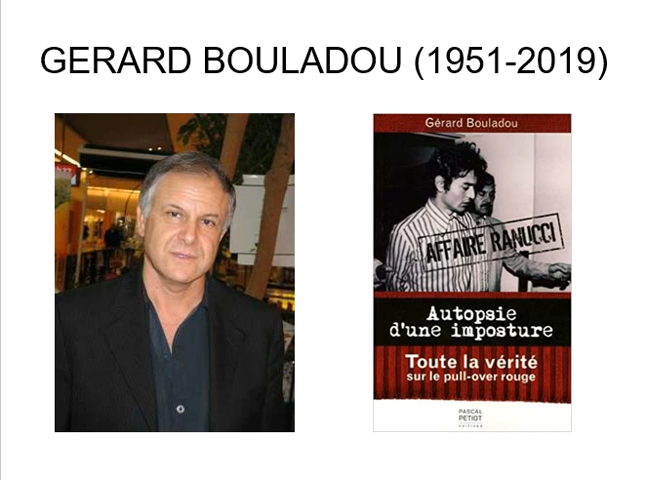 GERARD BOULADOU (1951-2019)
Gérard Bouladou
AFFAIRE RANUCCI
Autopsie
d'une imposture
Toute la vérité
sur le pull-over rouge
PASCAL
PETIOT
EDITIONS